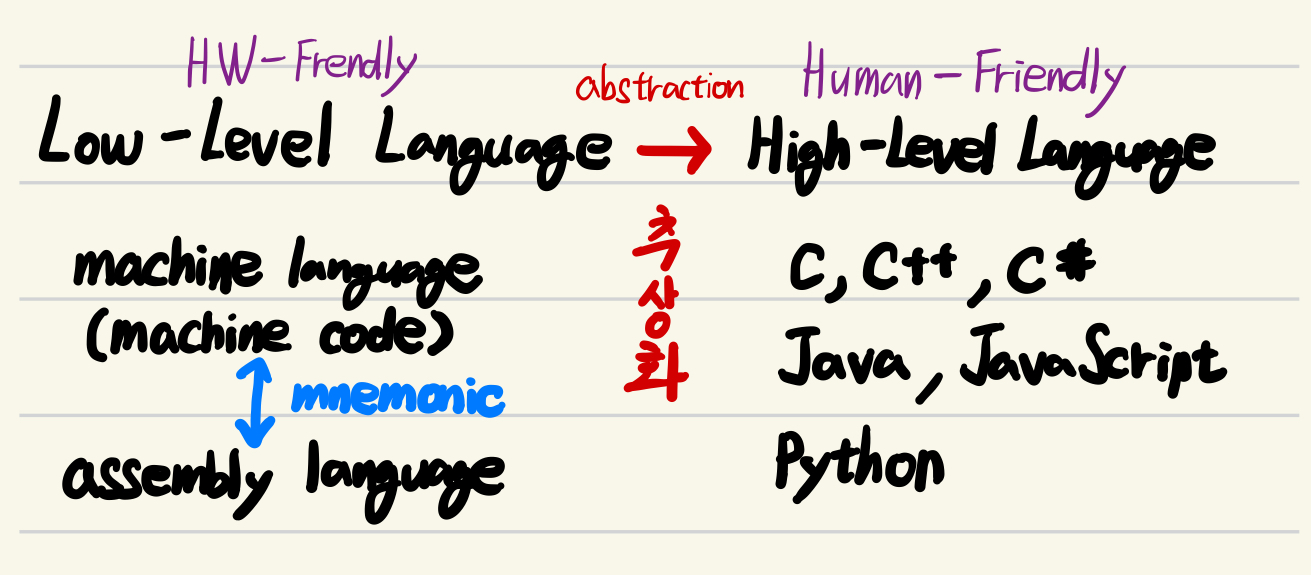 HW-Frendly
abstraction
Human-Friendly
Low-Level Language → High-Level Language
추상화
machine language
(machine code)
mnemonic
assembly language
C, C++, C#
Java, JavaScript
Python